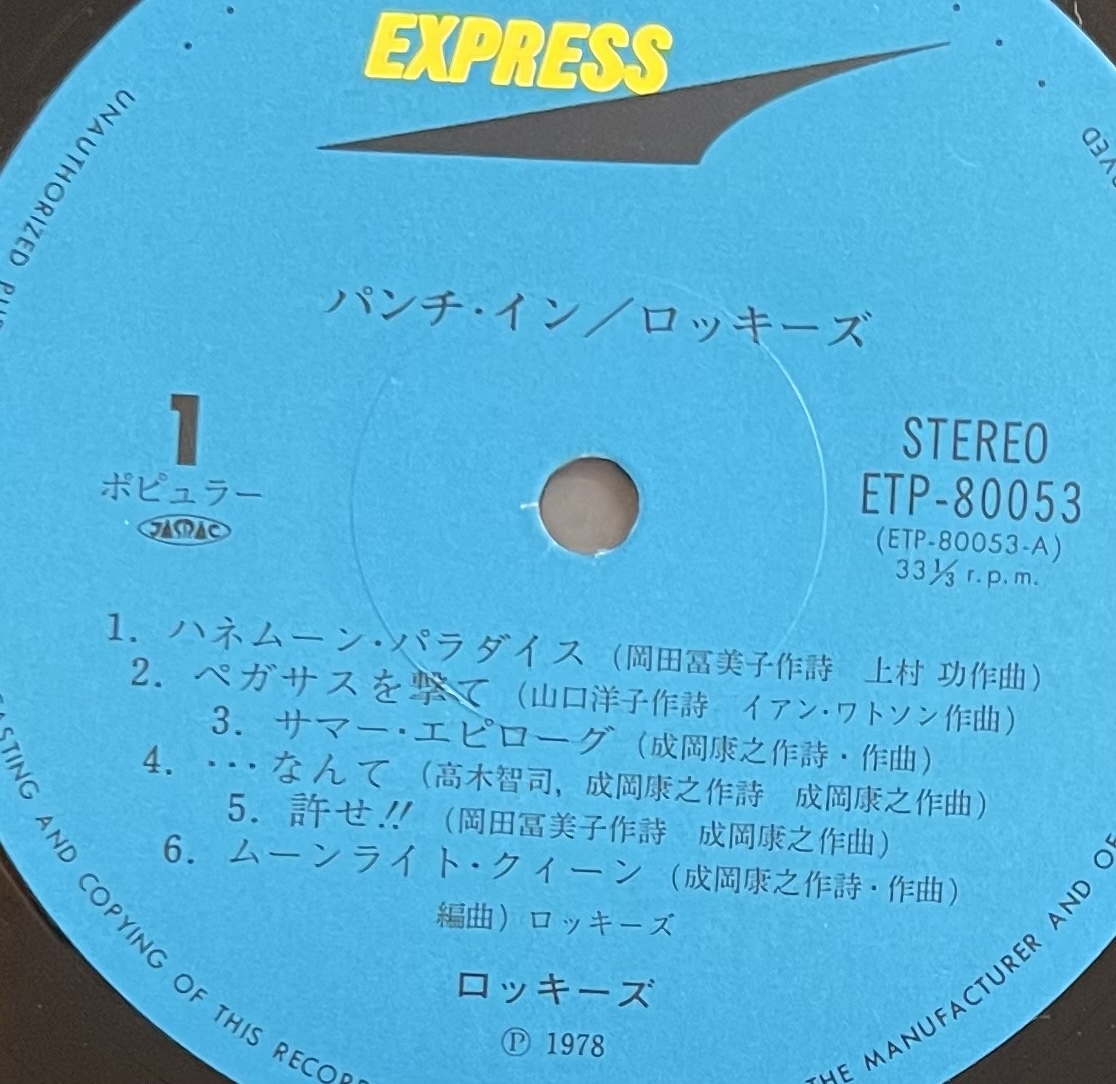 EXPRESS
パンチ・イン／ロッキーズ
1
ポピュラー
JASRAC
STEREO
ETP-80053
(ETP-80053-A)
33 1/3 r.p.m.
1. ハネムーン・パラダイス (岡田冨美子作詩 上村 功作曲)
2. ペガサスを撃て (山口洋子作詩 イアン・ワトソン作曲)
3. サマー・エピローグ (成岡康之作詩・作曲)
4. …なんて (高木智司, 成岡康之作詩 成岡康之作曲)
5. 許せ!! (岡田冨美子作詩 成岡康之作曲)
6. ムーンライト・クィーン (成岡康之作詩・作曲)
編曲) ロッキーズ
ロッキーズ
Ⓟ 1978
THE MANUFACTURER AND OF
UNAUTHORIZED
AND COPYING OF THIS